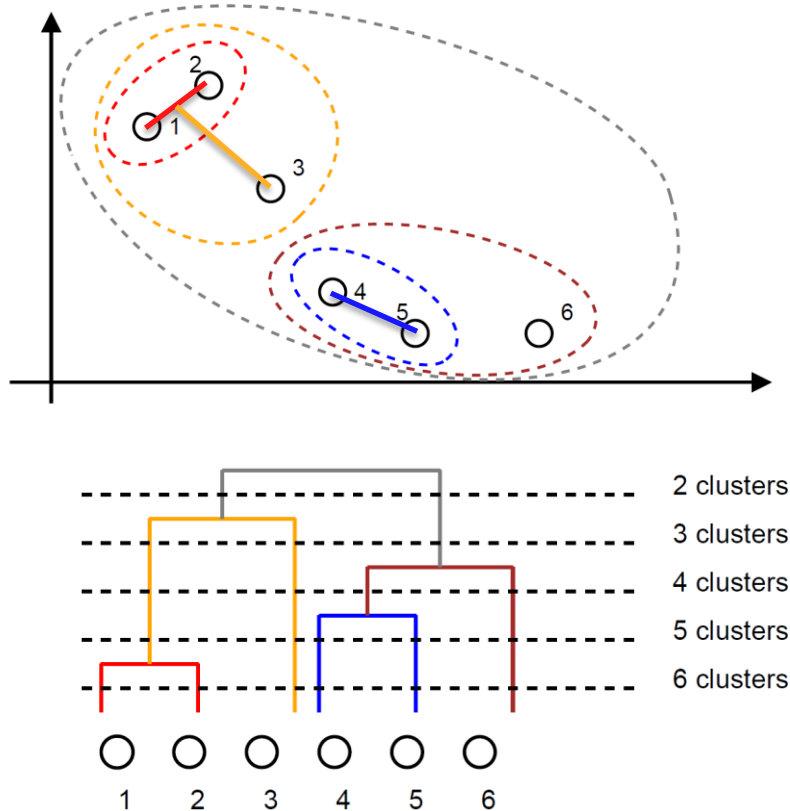 2
1
3
4
5
6
2 clusters
3 clusters
4 clusters
5 clusters
6 clusters
1 2 3 4 5 6